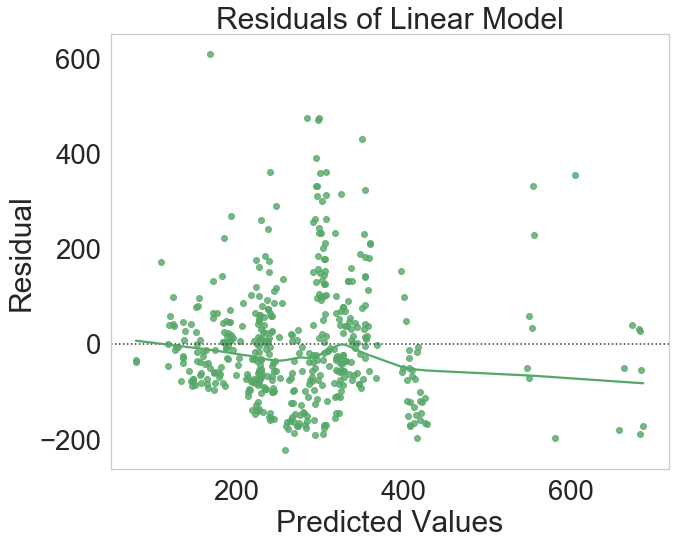 Residuals of Linear Model
600
400
200
0
−200
Residual
200 400 600
Predicted Values